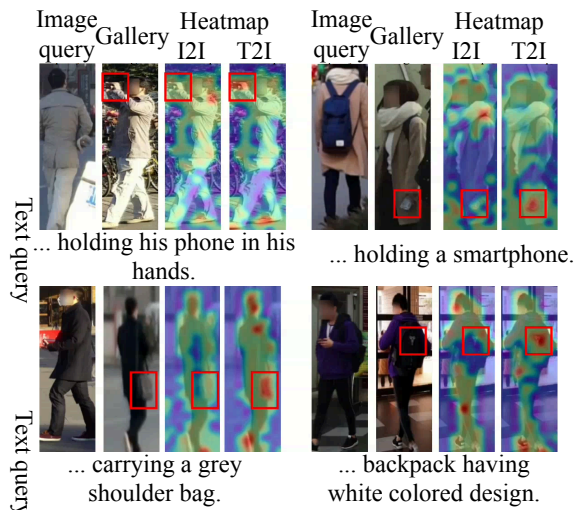 Image query Gallery Heatmap I2I T2I
Image query Gallery Heatmap I2I T2I
Text query
... holding his phone in his
hands.
... holding a smartphone.
Text query
... carrying a grey
shoulder bag.
... backpack having
white colored design.